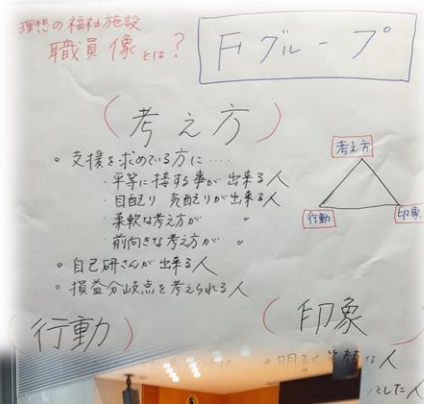 理想の福祉施設
職員像とは？
Fグループ
（考え方）
・支援を求めている方に‥‥
・平等に接する事が出来る人
・目配り 気配りが出来る人
・柔軟な考え方が 〃
・前向きな考え方が 〃
・自己研さんが出来る人
・損益分岐点を考えられる人
考え方
行動
印象
（行動）
（印象）
・明るく笑顔な人
とした人